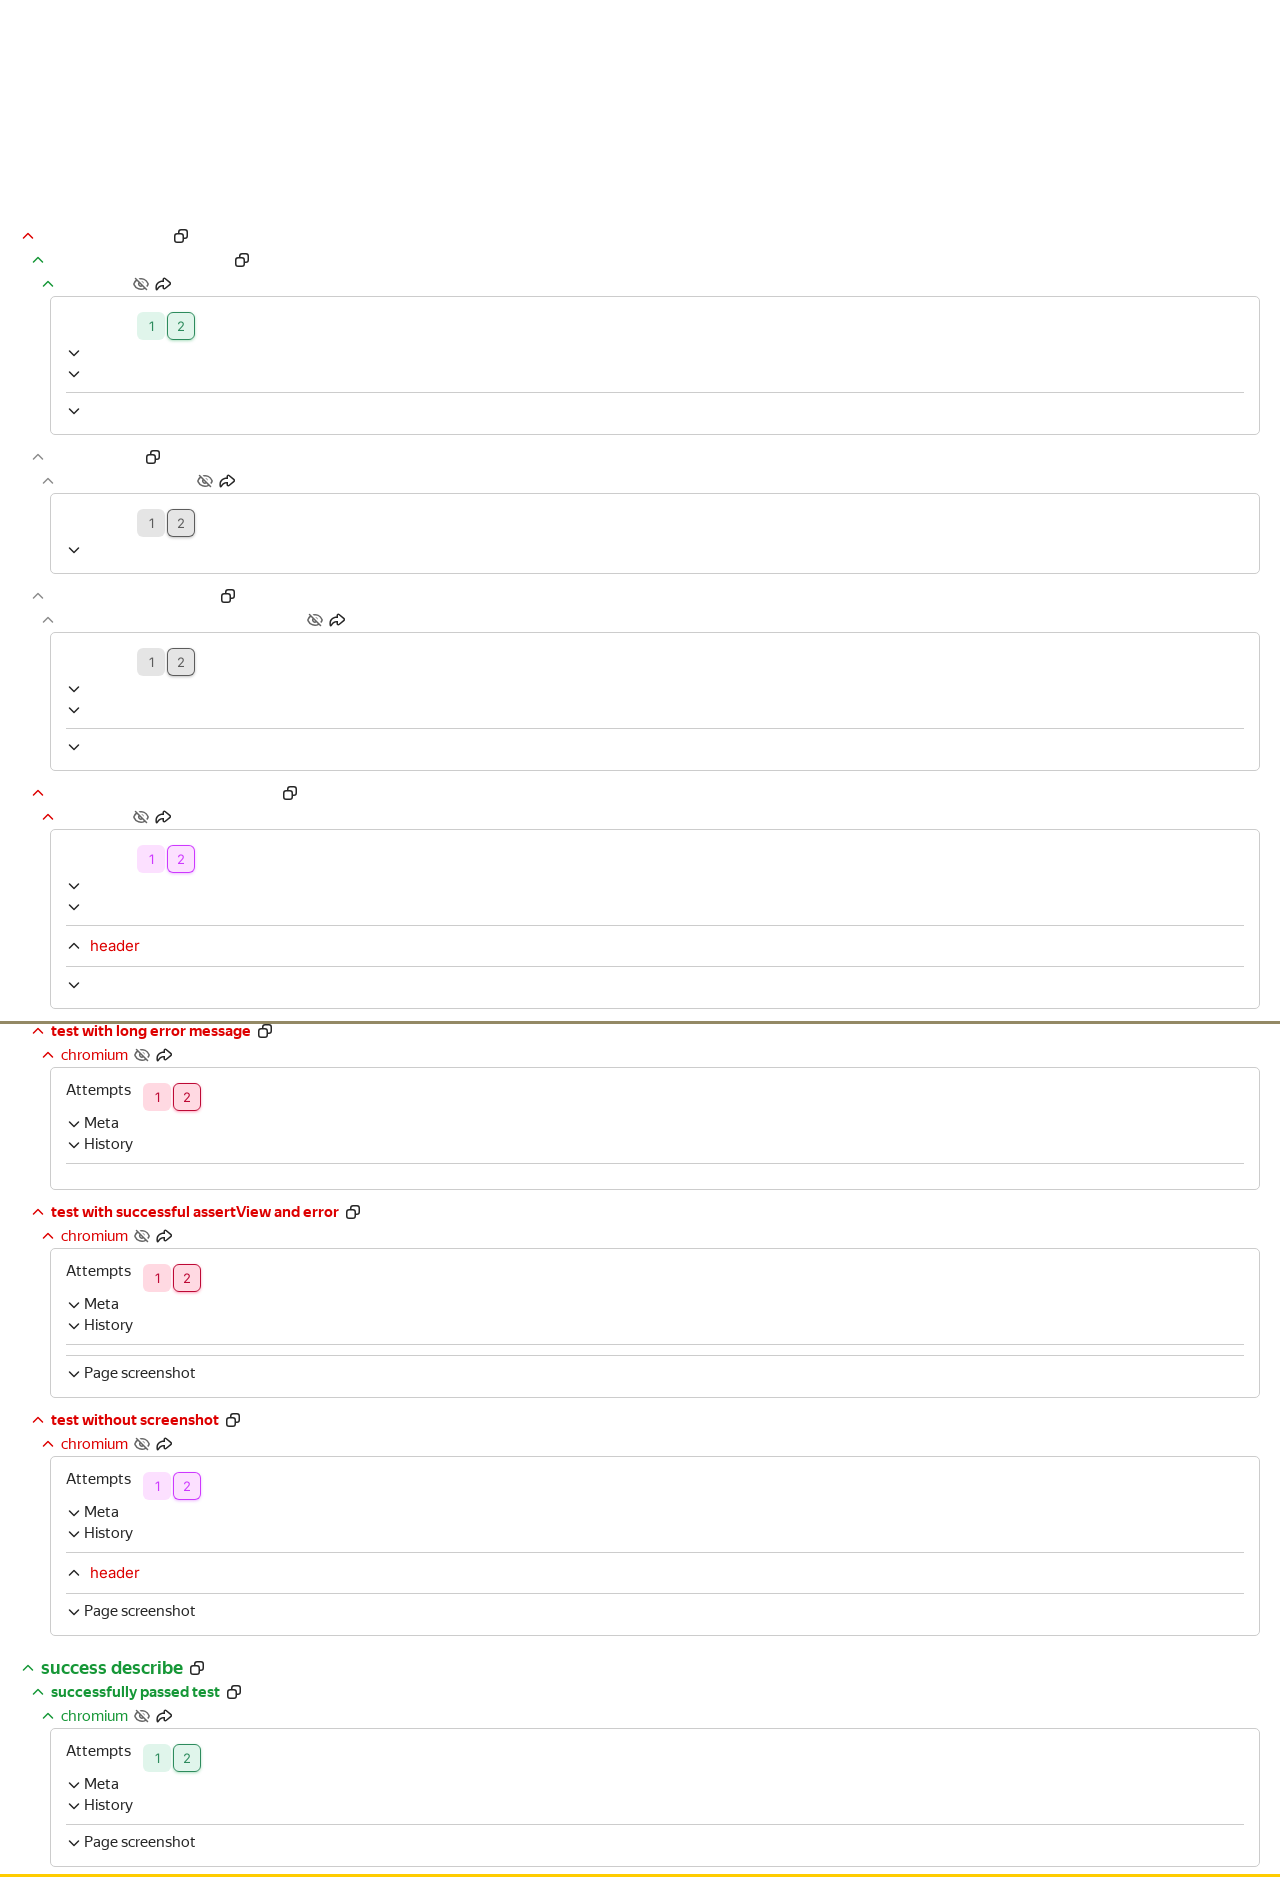 1 2
1 2
1 2
1 2
header
test with long error message
chromium
Attempts 1 2
Meta
History
test with successful assertView and error
chromium
Attempts 1 2
Meta
History
Page screenshot
test without screenshot
chromium
Attempts 1 2
Meta
History
header
Page screenshot
success describe
successfully passed test
chromium
Attempts 1 2
Meta
History
Page screenshot